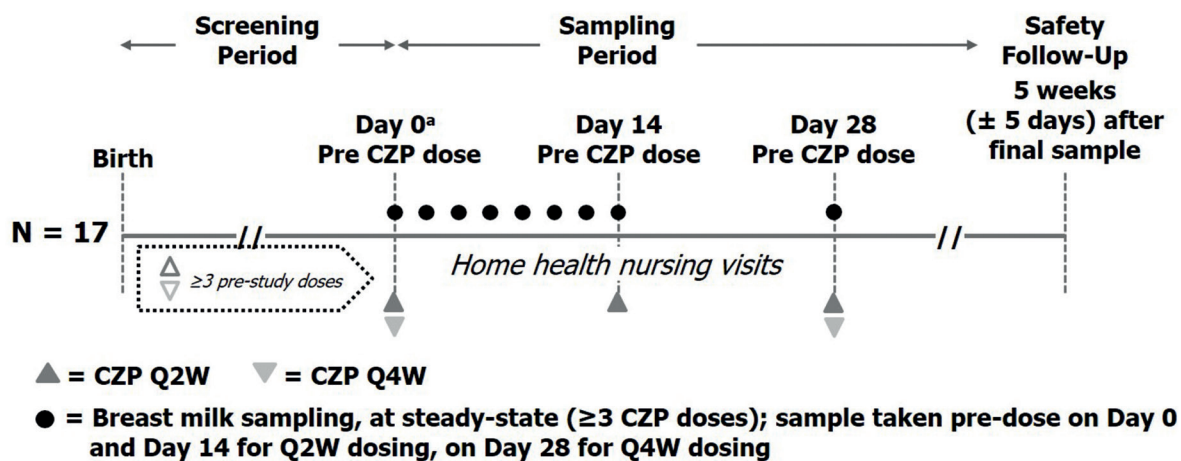 Screening
Period
Sampling
Period
Safety
Follow-Up
5 weeks
(± 5 days) after
final sample
Birth
Day 0ª
Pre CZP dose
Day 14
Pre CZP dose
Day 28
Pre CZP dose
N = 17
//
//
≥3 pre-study doses
Home health nursing visits
= CZP Q2W
= CZP Q4W
= Breast milk sampling, at steady-state (≥3 CZP doses); sample taken pre-dose on Day 0
and Day 14 for Q2W dosing, on Day 28 for Q4W dosing